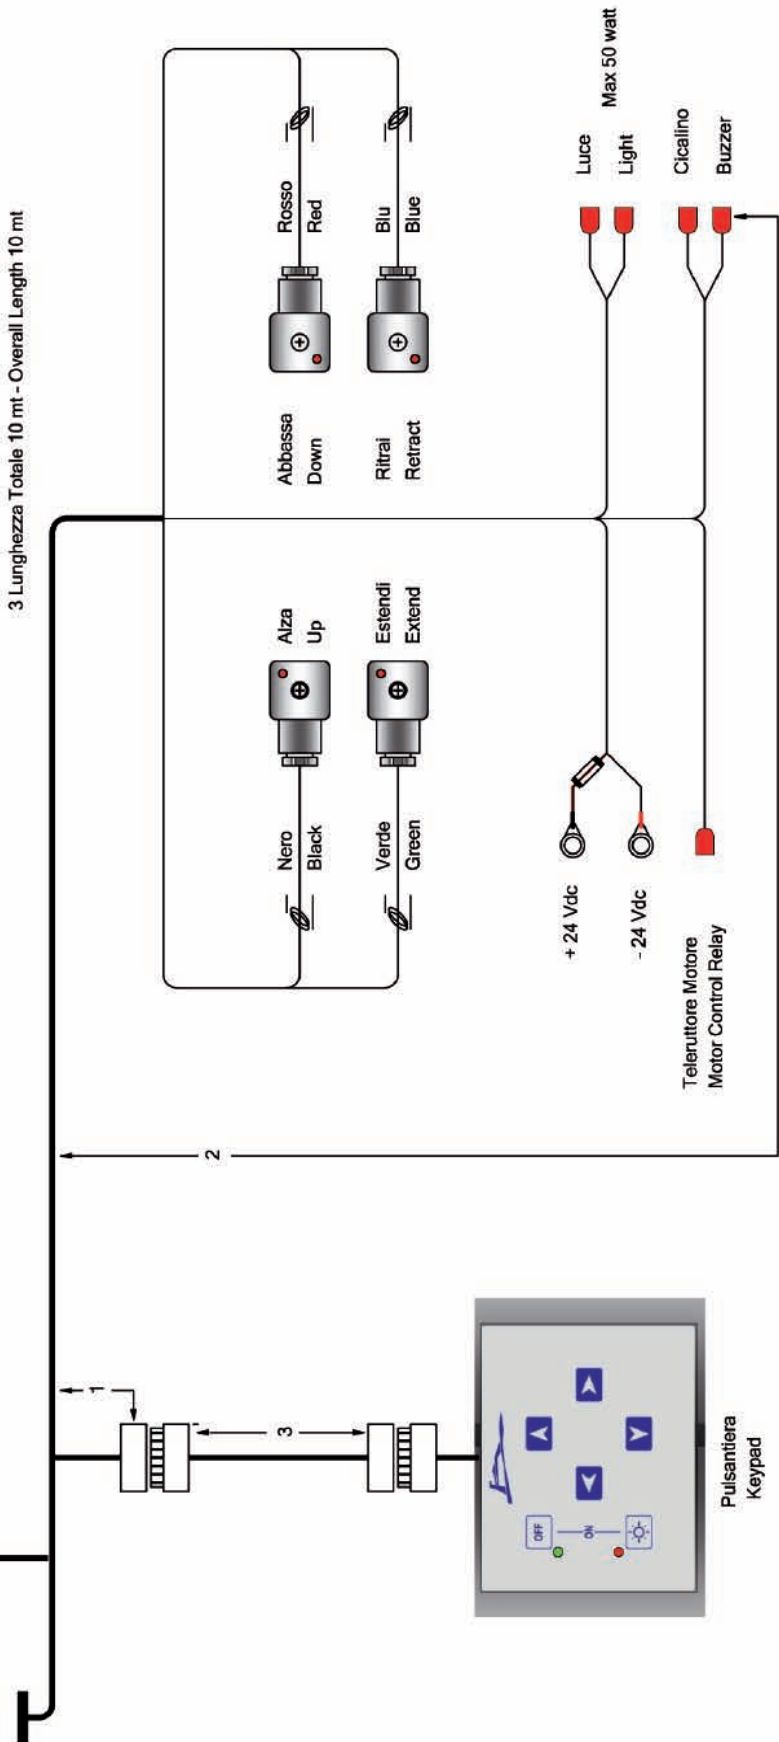 3 Lunghezza Totale 10 mt - Overall Length 10 mt
1
2
3
Nero
Black
Alza
Up
Abbassa
Down
Rosso
Red
Verde
Green
Estendi
Extend
Ritrai
Retract
Blu
Blue
+ 24 Vdc
- 24 Vdc
Luce
Light
Max 50 watt
Teleruttore Motore
Motor Control Relay
Cicalino
Buzzer
OFF
ON
Pulsantiera
Keypad